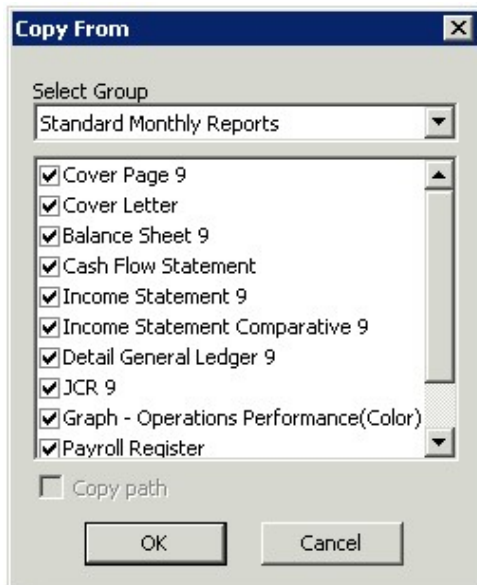 Copy From
Select Group
Standard Monthly Reports
Cover Page 9
Cover Letter
Balance Sheet 9
Cash Flow Statement
Income Statement 9
Income Statement Comparative 9
Detail General Ledger 9
JCR 9
Graph - Operations Performance(Color)
Payroll Register
Copy path
OK Cancel